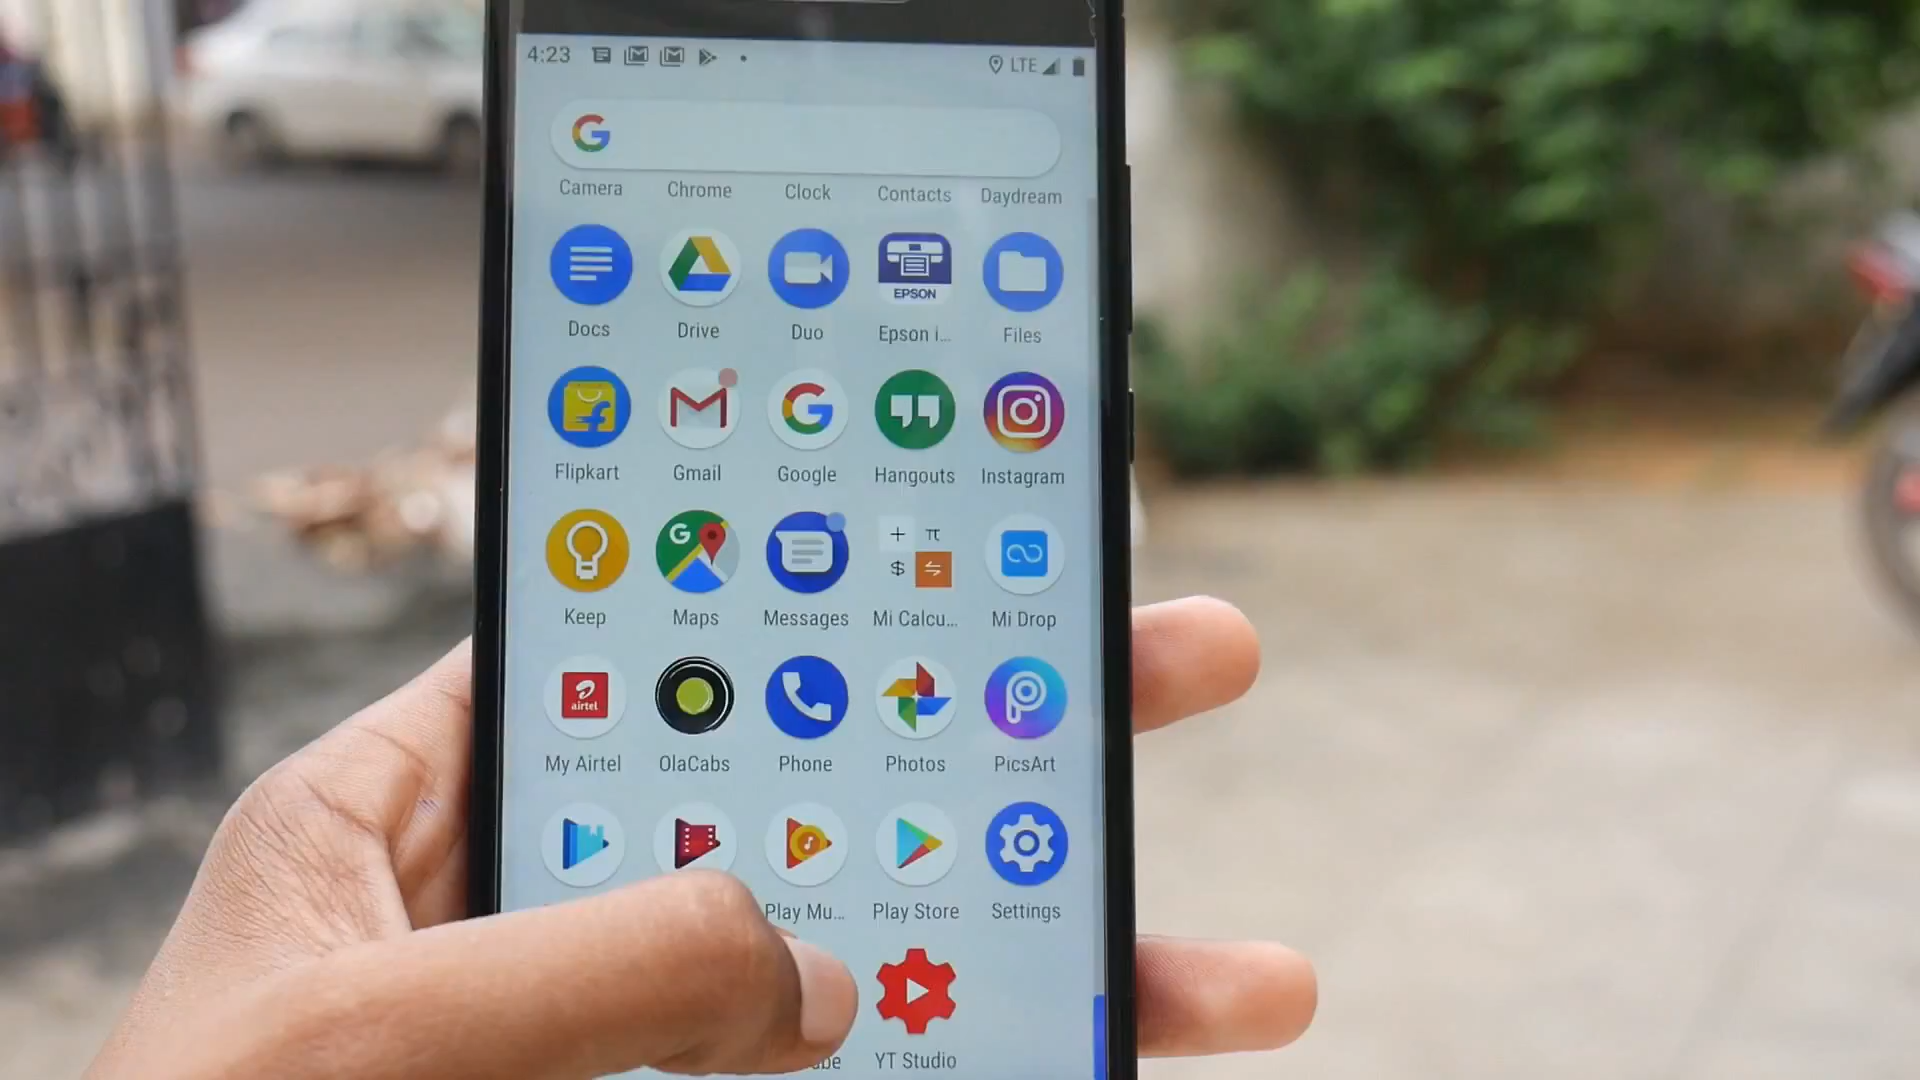 4:23 LTE
G
Camera Chrome Clock Contacts Daydream
EPSON
Docs Drive Duo Epson i... Files
G
Flipkart Gmail Google Hangouts Instagram
G + π
$
Keep Maps Messages Mi Calcu... Mi Drop
airtel
My Airtel OlaCabs Phone Photos PicsArt
Play Mu... Play Store Settings
YT Studio